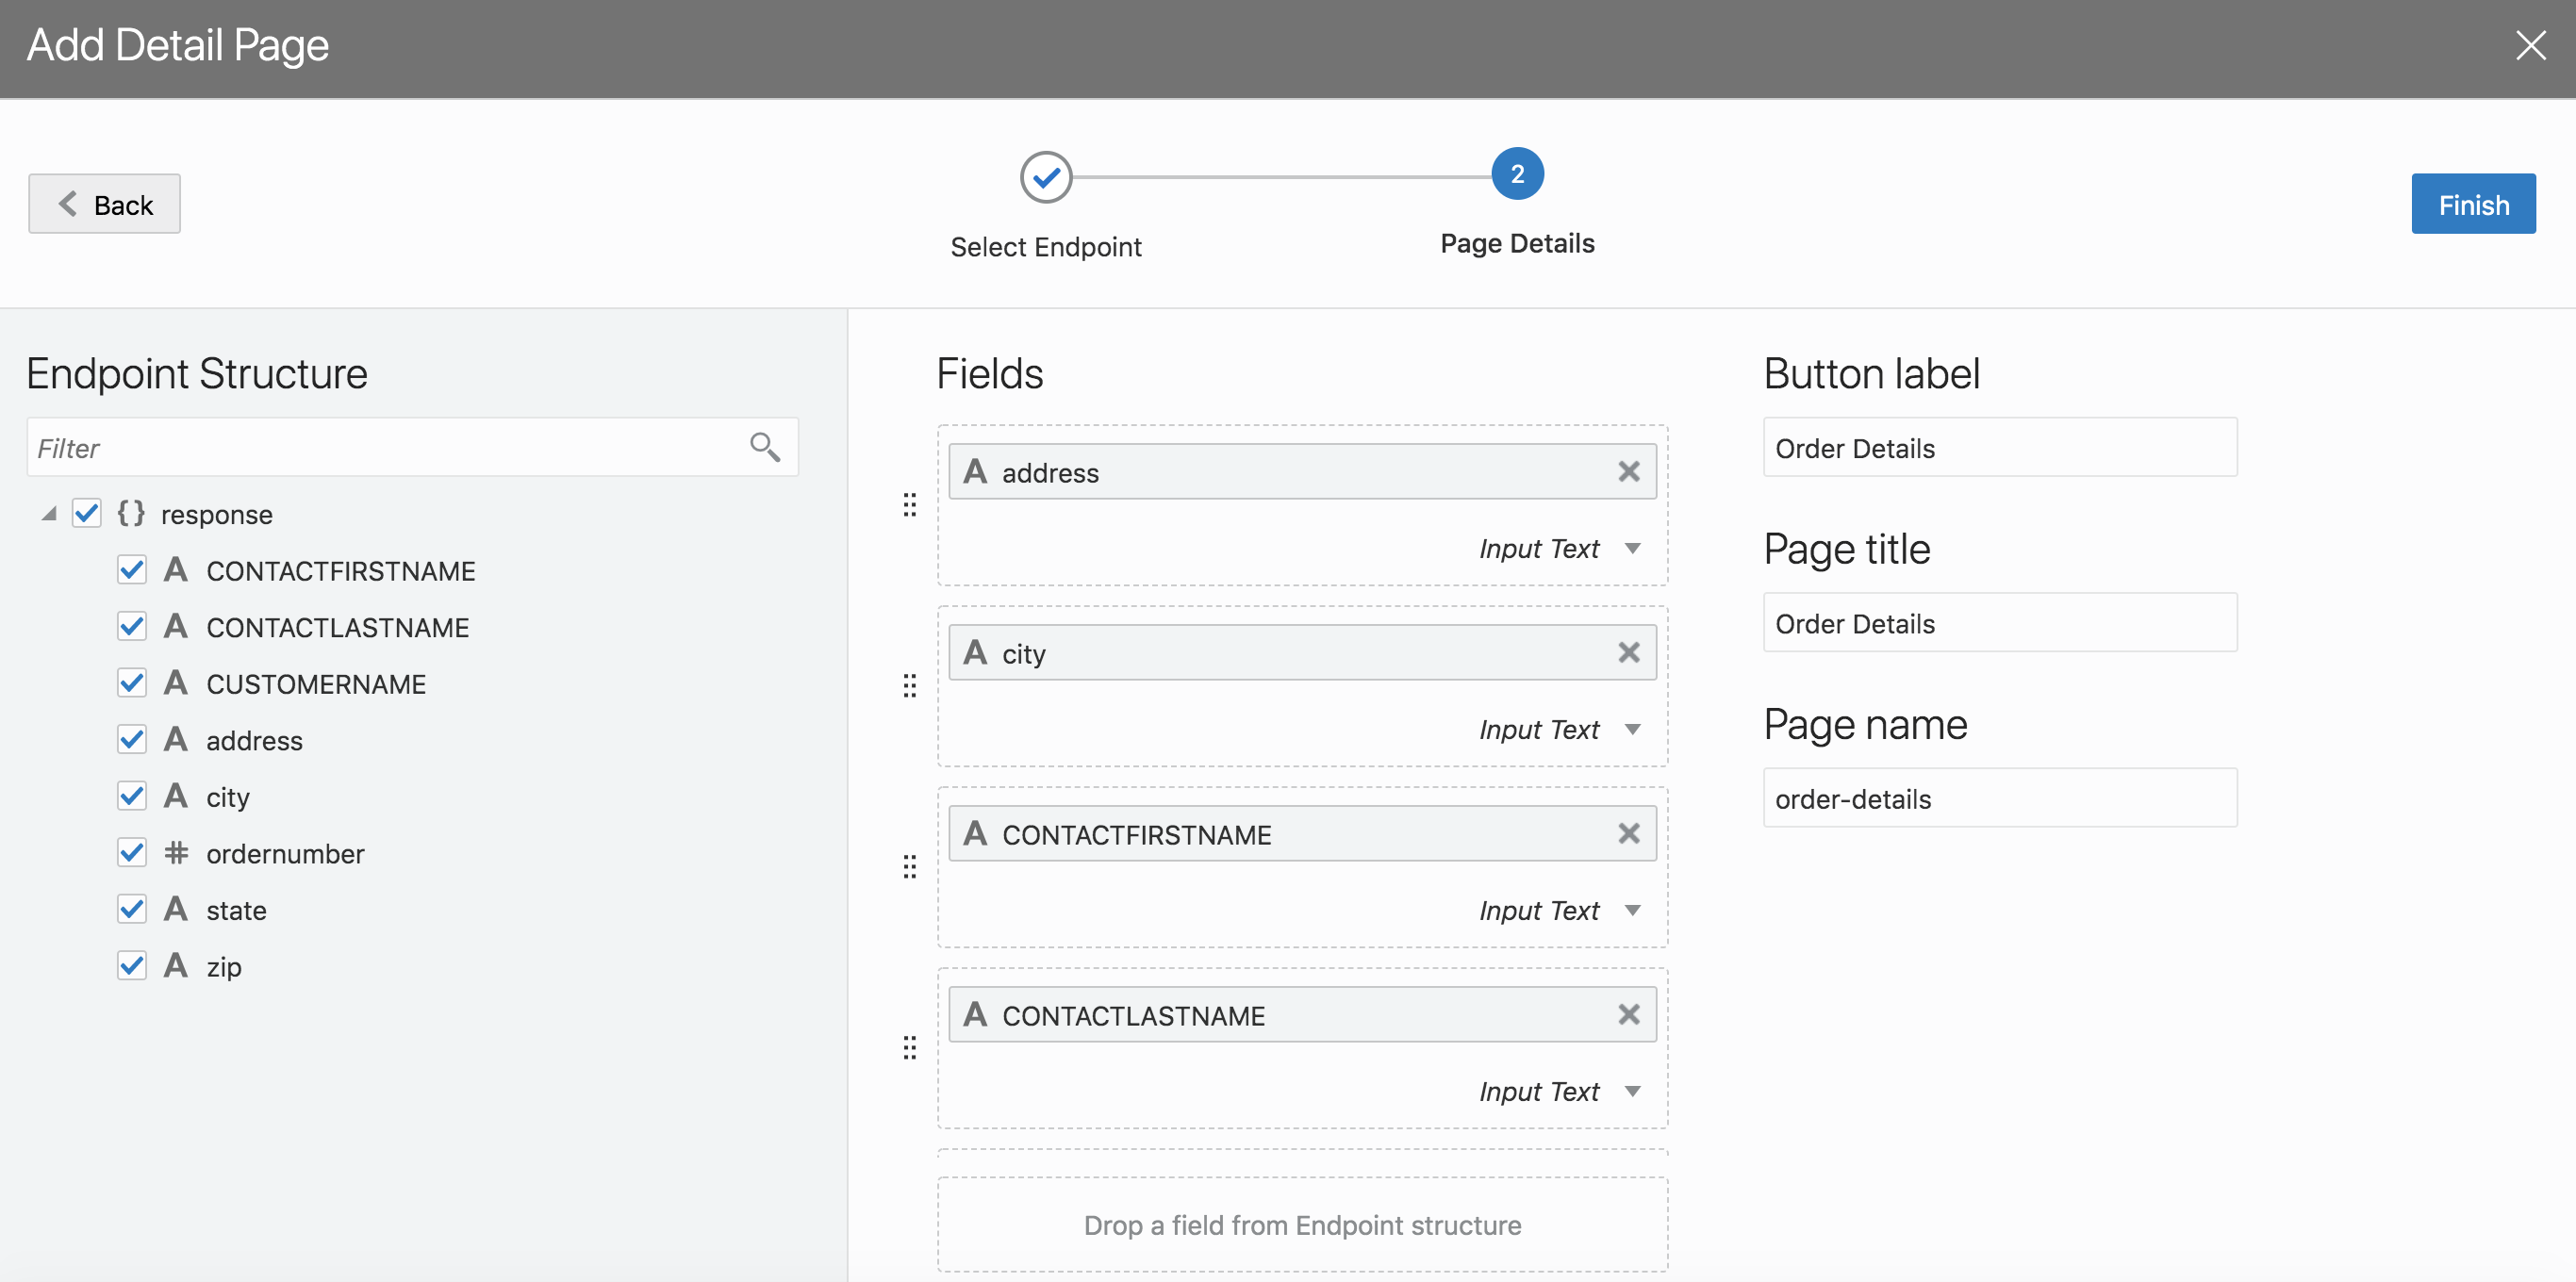 Add Detail Page
Back
2
Select Endpoint
Page Details
Finish
Endpoint Structure
Filter
{ } response
A CONTACTFIRSTNAME
A CONTACTLASTNAME
A CUSTOMERNAME
A address
A city
# ordernumber
A state
A zip
Fields
A address
Input Text
A city
Input Text
A CONTACTFIRSTNAME
Input Text
A CONTACTLASTNAME
Input Text
Drop a field from Endpoint structure
Button label
Order Details
Page title
Order Details
Page name
order-details